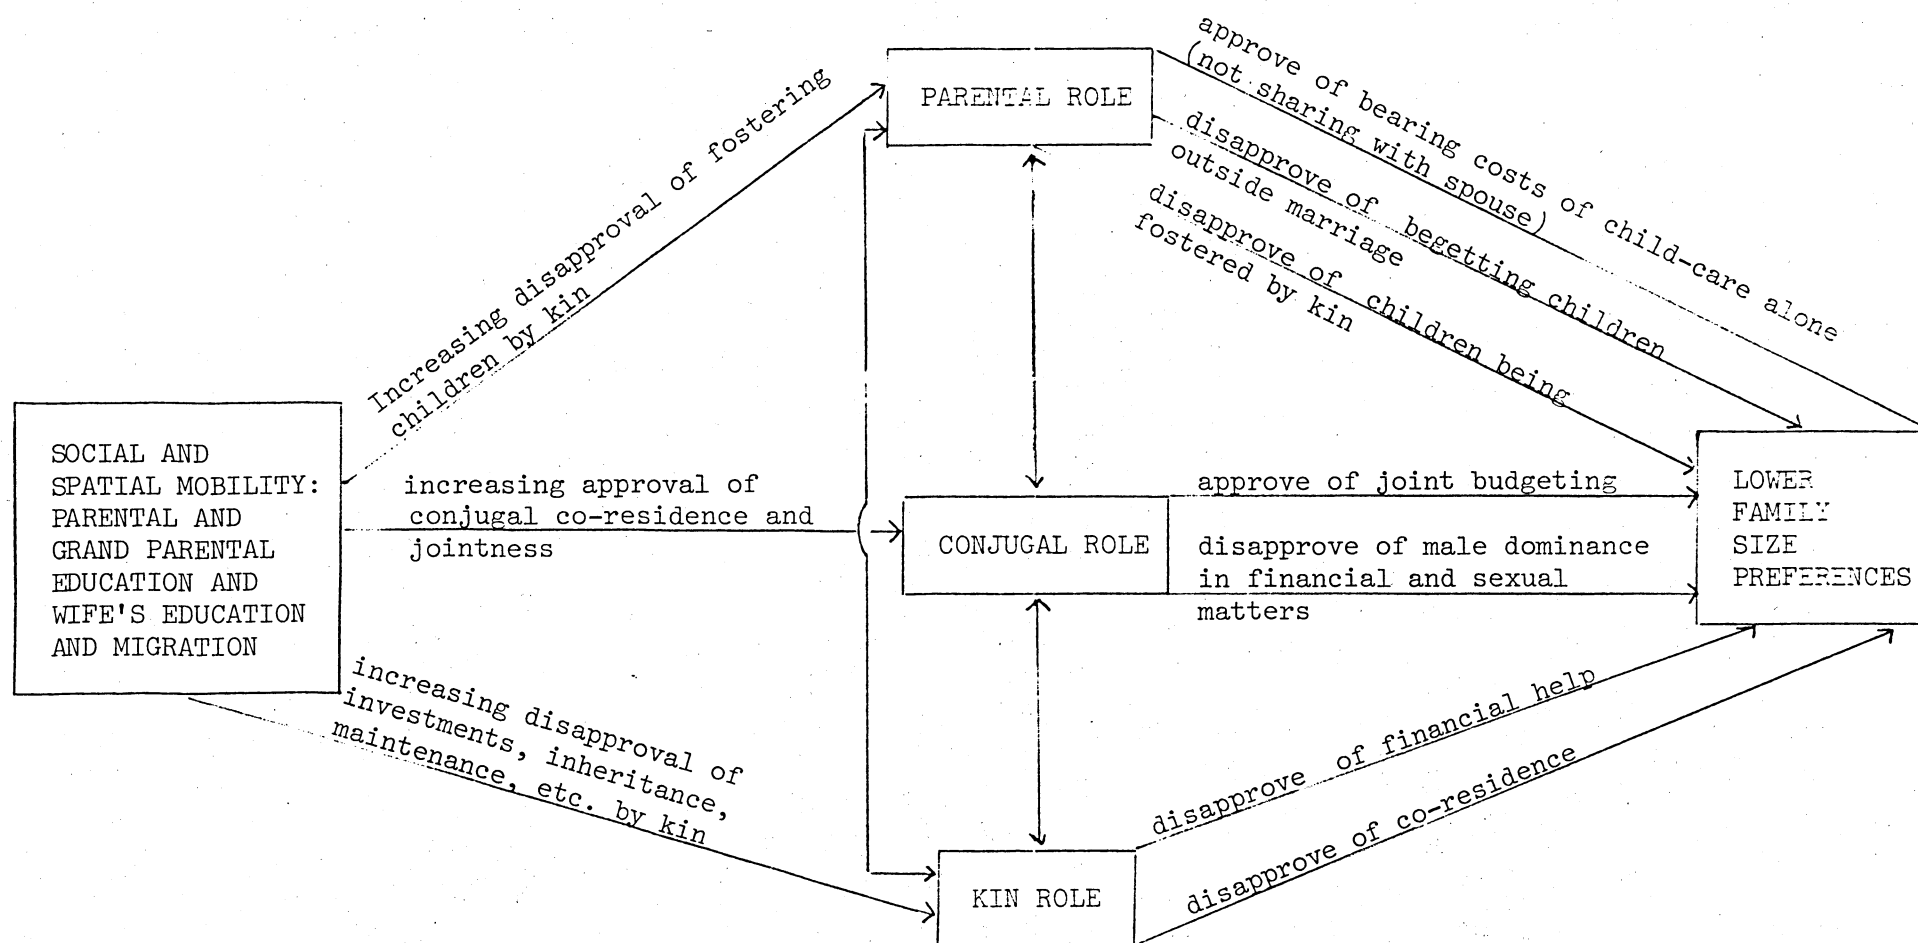 approve of bearing costs of child-care alone
(not sharing with spouse)
PARENTAL ROLE
disapprove of begetting children
outside marriage
disapprove of children being
fostered by kin
Increasing disapproval of fostering
children by kin
SOCIAL AND
SPATIAL MOBILITY:
PARENTAL AND
GRAND PARENTAL
EDUCATION AND
WIFE'S EDUCATION
AND MIGRATION
increasing approval of
conjugal co-residence and
jointness
CONJUGAL ROLE
approve of joint budgeting
disapprove of male dominance
in financial and sexual
matters
LOWER
FAMILY
SIZE
PREFERENCES
increasing disapproval of
investments, inheritance,
maintenance, etc. by kin
disapprove of financial help
disapprove of co-residence
KIN ROLE